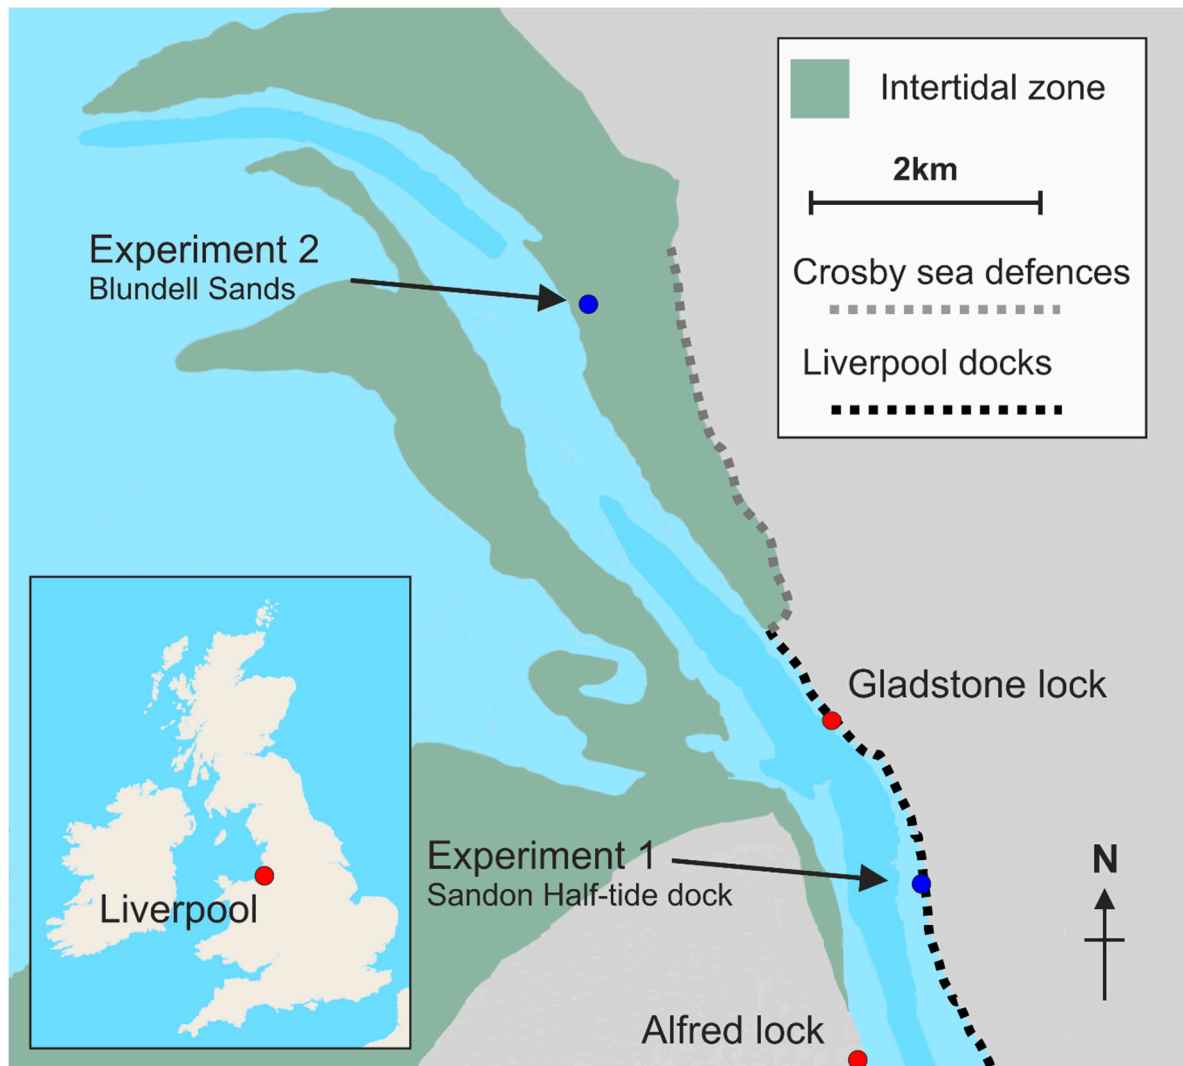 Intertidal zone
2km
Crosby sea defences
Liverpool docks
Experiment 2
Blundell Sands
Gladstone lock
Experiment 1
Sandon Half-tide dock
N
Liverpool
Alfred lock